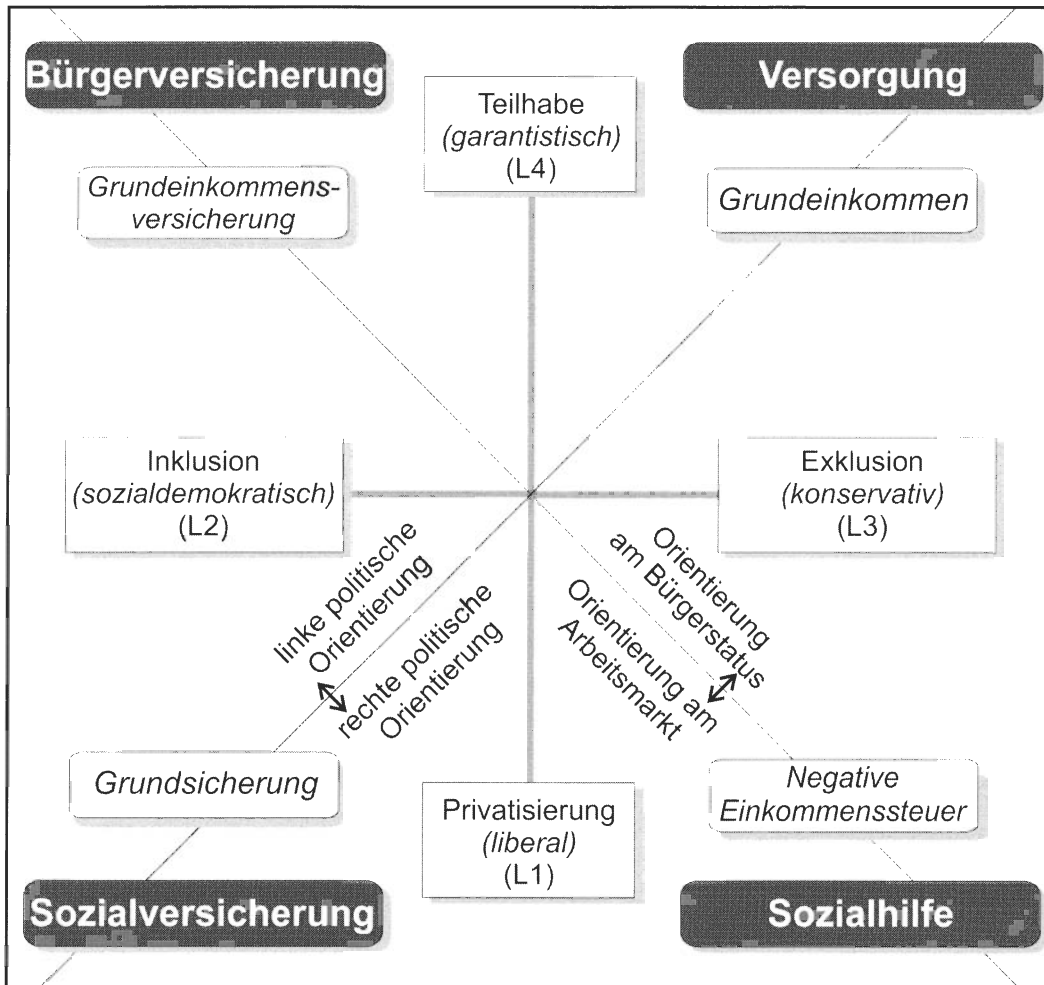 Bürgerversicherung
Versorgung
Teilhabe
(garantistisch)
(L4)
Grundeinkommens-
versicherung
Grundeinkommen
Inklusion
(sozialdemokratisch)
(L2)
Exklusion
(konservativ)
(L3)
linke politische
Orientierung
rechte politische
Orientierung
Orientierung
am Bürgerstatus
Orientierung am
Arbeitsmarkt
Grundsicherung
Privatisierung
(liberal)
(L1)
Negative
Einkommenssteuer
Sozialversicherung
Sozialhilfe